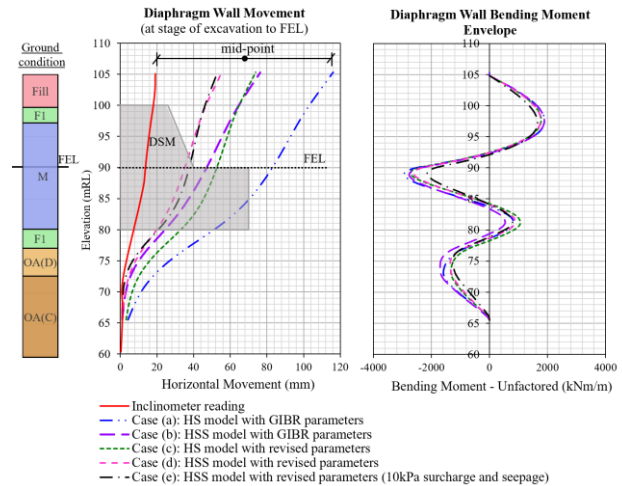 Diaphragm Wall Movement
(at stage of excavation to FEL)
mid-point
Ground
condition
Fill
F1
M
FEL
F1
OA(D)
OA(C)
Elevation (mRL)
110
105
100
95
90
85
80
75
70
65
60
DSM
FEL
0 20 40 60 80 100 120
Horizontal Movement (mm)
Diaphragm Wall Bending Moment
Envelope
110
105
100
95
90
85
80
75
70
65
60
-4000 -2000 0 2000 4000
Bending Moment - Unfactored (kNm/m)
Inclinometer reading
Case (a): HS model with GIBR parameters
Case (b): HSS model with GIBR parameters
Case (c): HS model with revised parameters
Case (d): HSS model with revised parameters
Case (e): HSS model with revised parameters (10kPa surcharge and seepage)